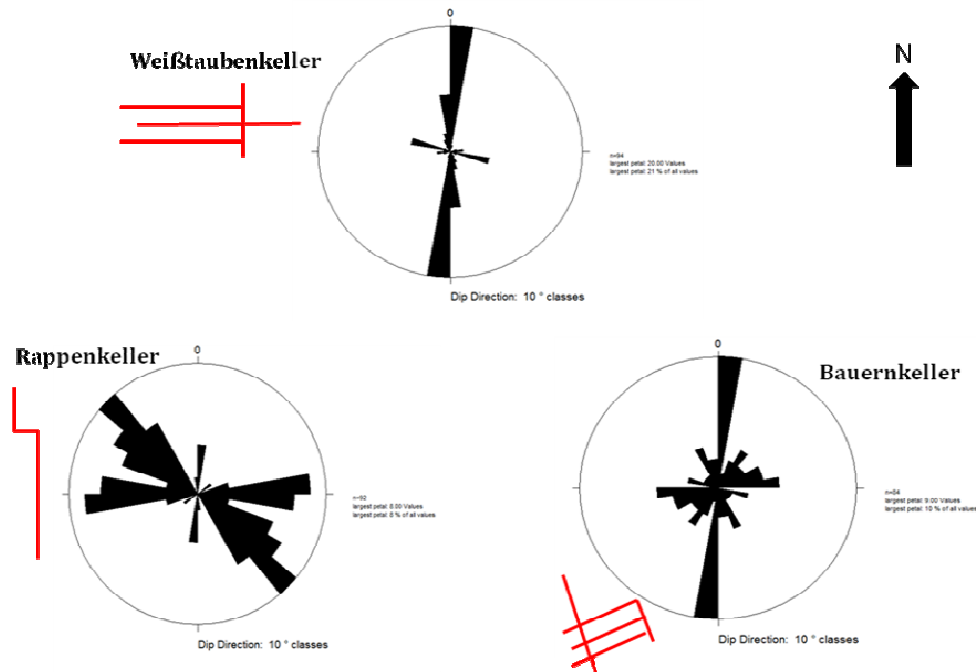 0
Weißtaubenkeller
N
n=94
largest petal: 20.00 Values
largest petal: 21 % of all values
Dip Direction: 10 ° classes
0
Rappenkeller
n=92
largest petal: 8.00 Values
largest petal: 8 % of all values
Dip Direction: 10 ° classes
0
Bauernkeller
largest petal: 9.00 Values
largest petal: 10 % of all values
Dip Direction: 10 ° classes